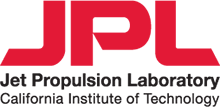 JPL
Jet Propulsion Laboratory
California Institute of Technology